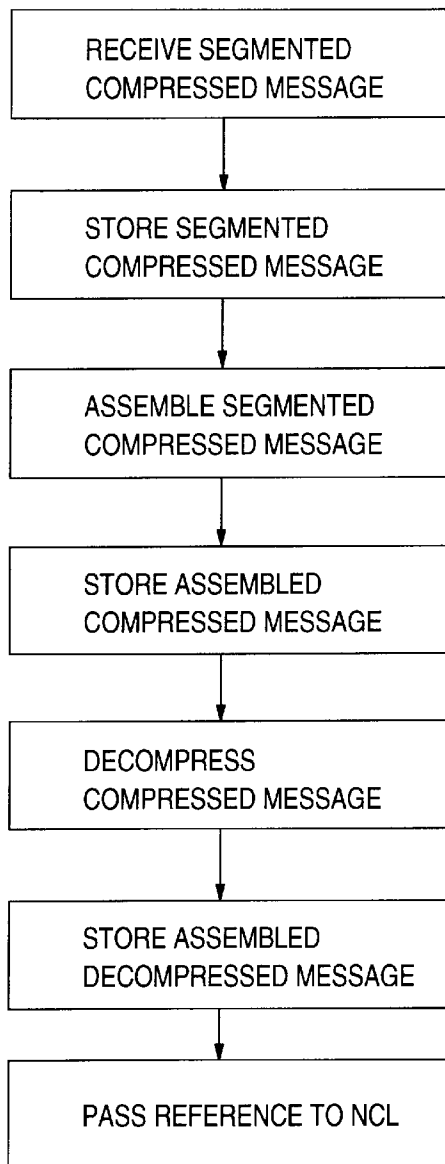 RECEIVE SEGMENTED
COMPRESSED MESSAGE
STORE SEGMENTED
COMPRESSED MESSAGE
ASSEMBLE SEGMENTED
COMPRESSED MESSAGE
STORE ASSEMBLED
COMPRESSED MESSAGE
DECOMPRESS
COMPRESSED MESSAGE
STORE ASSEMBLED
DECOMPRESSED MESSAGE
PASS REFERENCE TO NCL